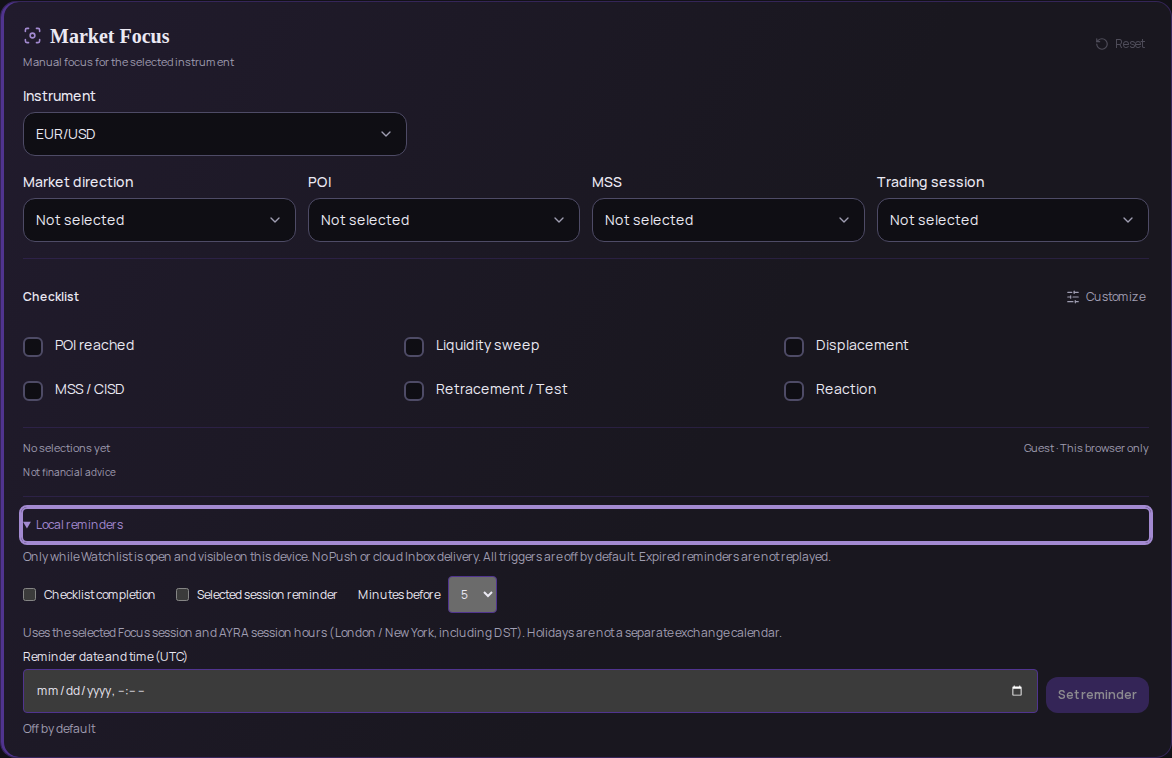 Market Focus
Reset
Manual focus for the selected instrument
Instrument
EUR/USD
Market direction
POI
MSS
Trading session
Not selected
Not selected
Not selected
Not selected
Checklist
Customize
POI reached
Liquidity sweep
Displacement
MSS / CISD
Retracement / Test
Reaction
No selections yet
Guest · This browser only
Not financial advice
Local reminders
Only while Watchlist is open and visible on this device. No Push or cloud Inbox delivery. All triggers are off by default. Expired reminders are not replayed.
Checklist completion
Selected session reminder
Minutes before
5
Uses the selected Focus session and AYRA session hours (London / New York, including DST). Holidays are not a separate exchange calendar.
Reminder date and time (UTC)
mm/dd/yyyy, --:-- --
Set reminder
Off by default